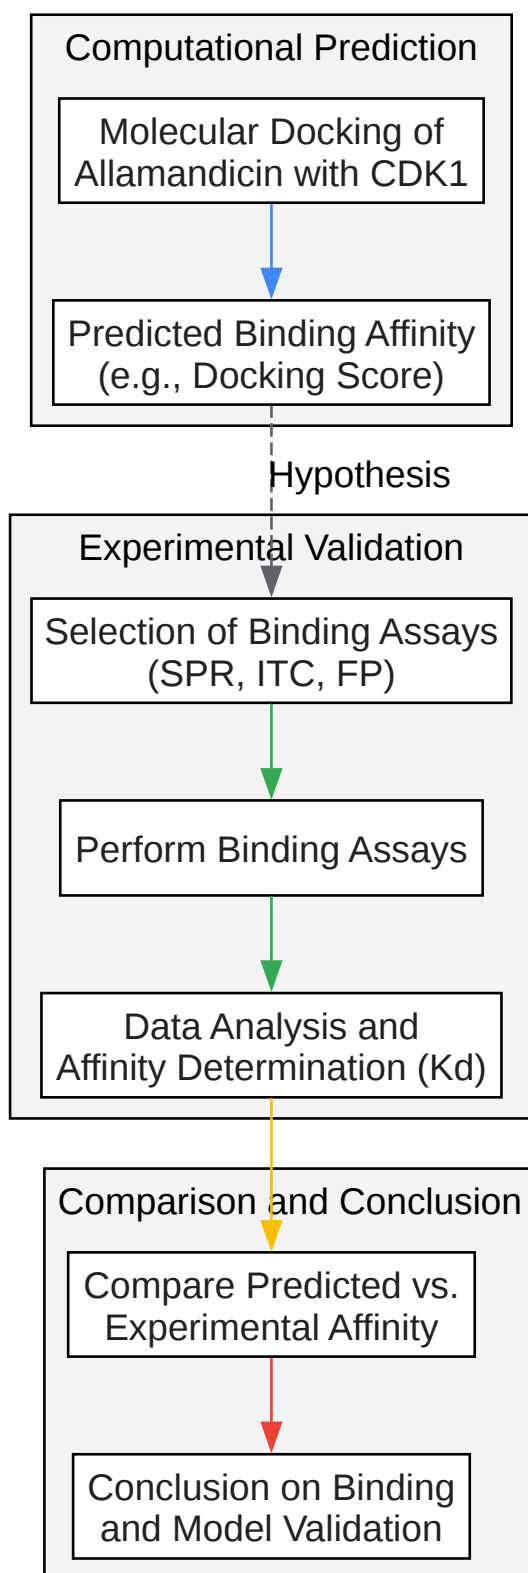 Computational Prediction
Molecular Docking of
Allamandicin with CDK1
Predicted Binding Affinity
(e.g., Docking Score)
Hypothesis
Experimental Validation
Selection of Binding Assays
(SPR, ITC, FP)
Perform Binding Assays
Data Analysis and
Affinity Determination (Kd)
Comparison and Conclusion
Compare Predicted vs.
Experimental Affinity
Conclusion on Binding
and Model Validation